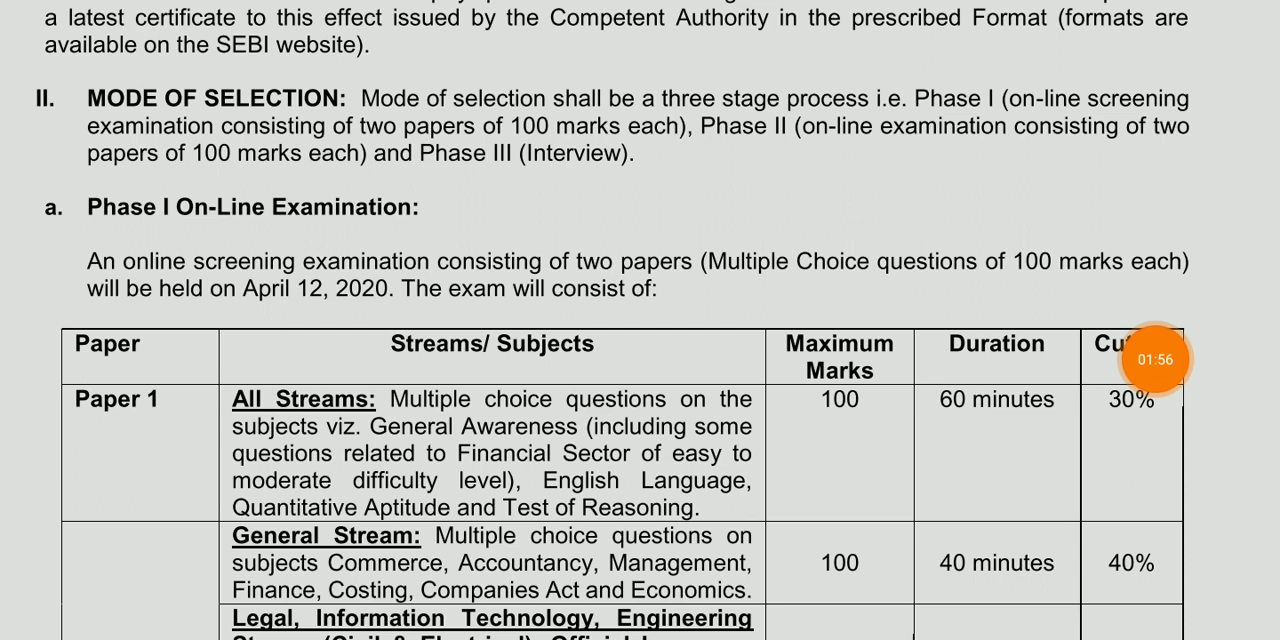 a latest certificate to this effect issued by the Competent Authority in the prescribed Format (formats are
available on the SEBI website).
II. MODE OF SELECTION: Mode of selection shall be a three stage process i.e. Phase I (on-line screening
examination consisting of two papers of 100 marks each), Phase II (on-line examination consisting of two
papers of 100 marks each) and Phase III (Interview).
a. Phase I On-Line Examination:
An online screening examination consisting of two papers (Multiple Choice questions of 100 marks each)
will be held on April 12, 2020. The exam will consist of:
Paper Streams/ Subjects Maximum Marks Duration
01:56
Paper 1 All Streams: Multiple choice questions on the 100 60 minutes 30%
subjects viz. General Awareness (including some
questions related to Financial Sector of easy to
moderate difficulty level), English Language,
Quantitative Aptitude and Test of Reasoning.
General Stream: Multiple choice questions on
subjects Commerce, Accountancy, Management, 100 40 minutes 40%
Finance, Costing, Companies Act and Economics.
Legal, Information Technology, Engineering